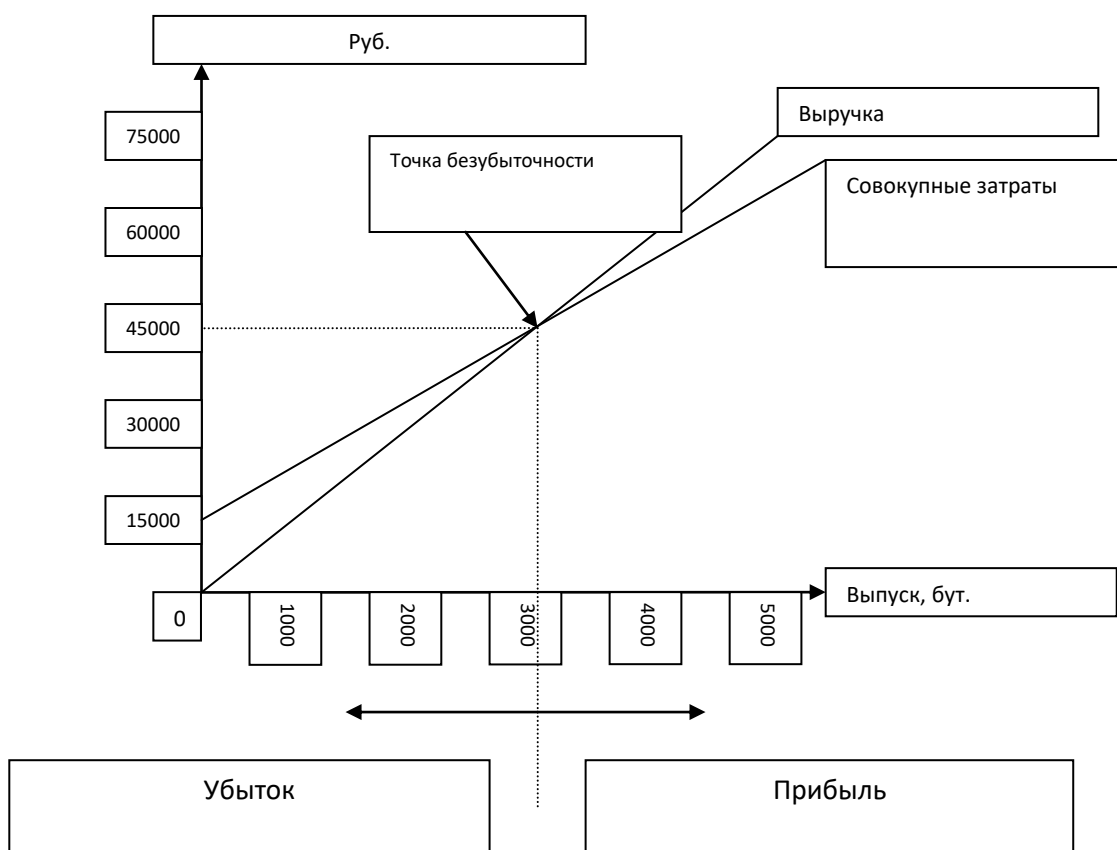 Руб.
75000
Выручка
Точка безубыточности
Совокупные затраты
60000
45000
30000
15000
Выпуск, бут.
0
1000
2000
3000
4000
5000
Убыток
Прибыль